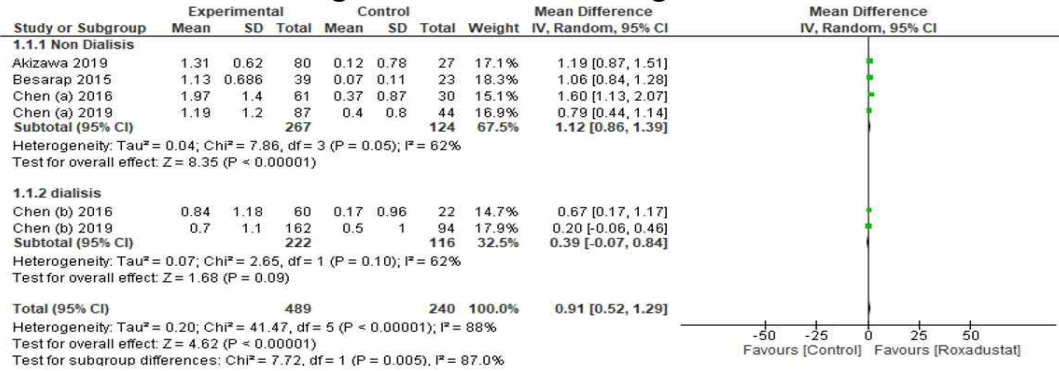 Experimental Control Mean Difference Mean Difference
Study or Subgroup Mean SD Total Mean SD Total Weight IV, Random, 95% CI IV, Random, 95% CI
1.1.1 Non Dialisis
Akizawa 2019 1.31 0.62 80 0.12 0.78 27 17.1% 1.19 [0.87, 1.51]
Besarap 2015 1.13 0.686 39 0.07 0.11 23 18.3% 1.06 [0.84, 1.28]
Chen (a) 2016 1.97 1.4 61 0.37 0.87 30 15.1% 1.60 [1.13, 2.07]
Chen (a) 2019 1.19 1.2 87 0.4 0.8 44 16.9% 0.79 [0.44, 1.14]
Subtotal (95% CI) 267 124 67.5% 1.12 [0.86, 1.39]
Heterogeneity: Tau² = 0.04; Chi² = 7.86, df = 3 (P = 0.05); I² = 62%
Test for overall effect: Z = 8.35 (P < 0.00001)
1.1.2 dialisis
Chen (b) 2016 0.84 1.18 60 0.17 0.96 22 14.7% 0.67 [0.17, 1.17]
Chen (b) 2019 0.7 1.1 162 0.5 1 94 17.9% 0.20 [-0.06, 0.46]
Subtotal (95% CI) 222 116 32.5% 0.39 [-0.07, 0.84]
Heterogeneity: Tau² = 0.07; Chi² = 2.65, df = 1 (P = 0.10); I² = 62%
Test for overall effect: Z = 1.68 (P = 0.09)
Total (95% CI) 489 240 100.0% 0.91 [0.52, 1.29]
Heterogeneity: Tau² = 0.20; Chi² = 41.47, df = 5 (P < 0.00001); I² = 88%
Test for overall effect: Z = 4.62 (P < 0.00001)
Test for subgroup differences: Chi² = 7.72, df = 1 (P = 0.005), I² = 87.0%
-50 -25 0 25 50
Favours [Control] Favours [Roxadustat]